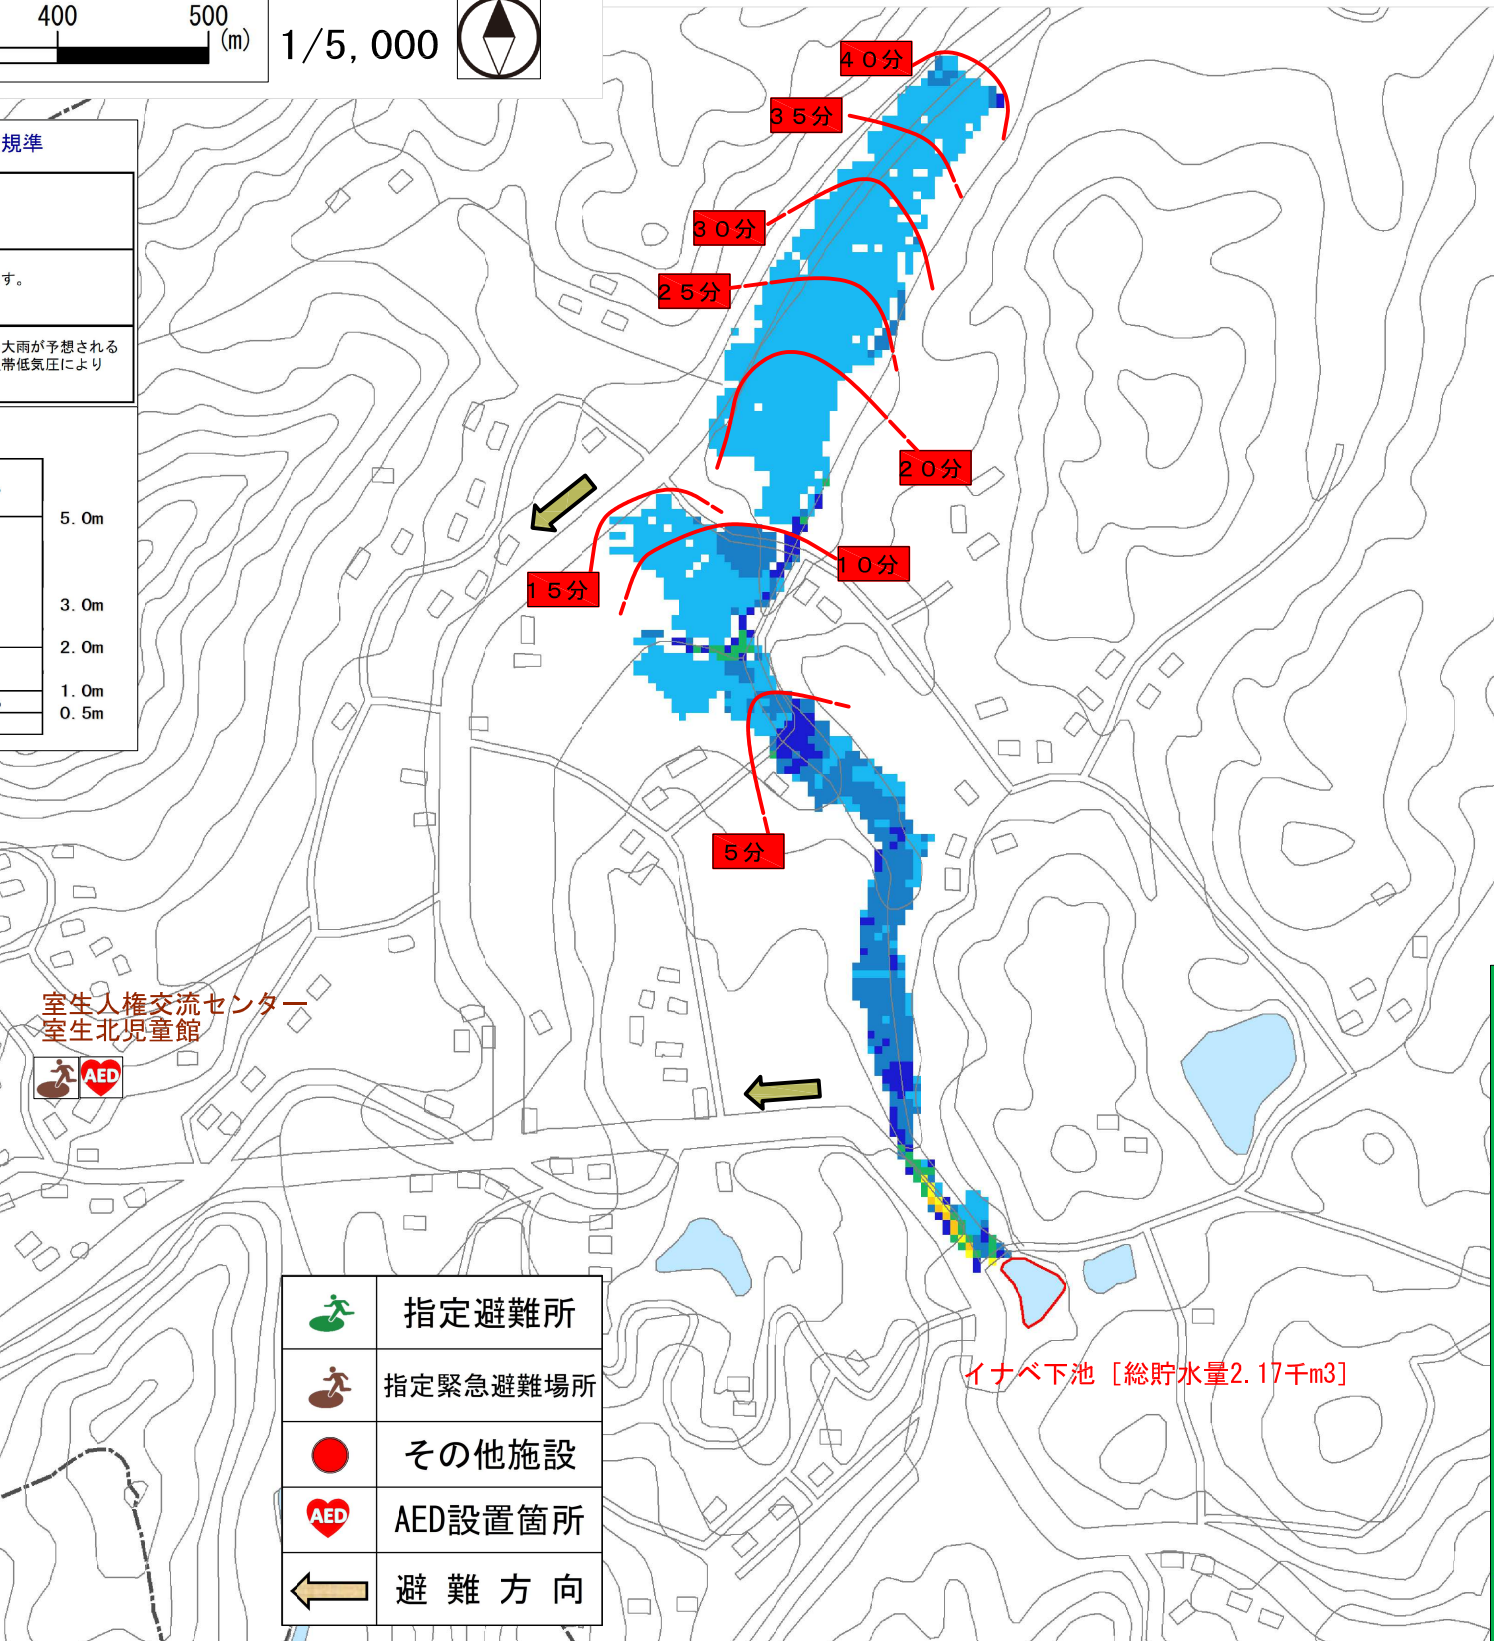 400
500
(m)
1/5,000
規準
す。
大雨が予想される
帯低気圧により
5.0m
3.0m
2.0m
1.0m
0.5m
40分
35分
30分
25分
20分
15分
10分
5分
室生人権交流センター
室生北児童館
AED
イナベ下池［総貯水量2.17千m3］
指定避難所
指定緊急避難場所
その他施設
AED
AED設置箇所
避難方向